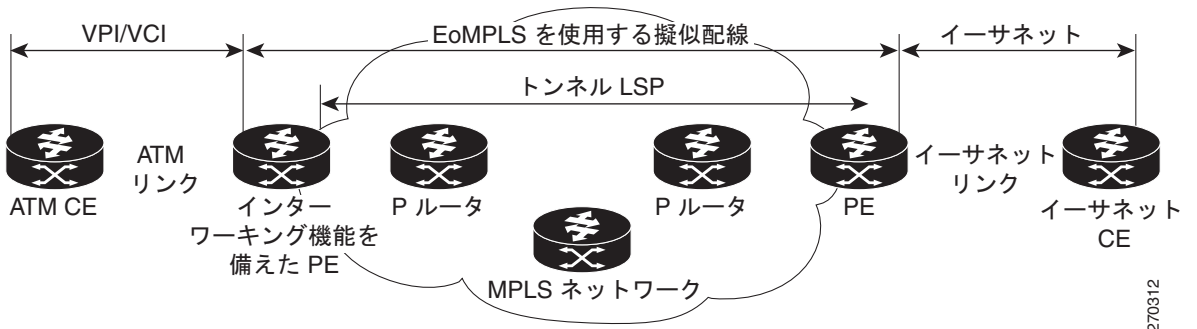 VPI/VCI
EoMPLS を使用する擬似配線
イーサネット
トンネル LSP
ATM
リンク
イーサネット
リンク
ATM CE
インター
ワーキング機能を
備えた PE
P ルータ
P ルータ
PE
イーサネット
CE
MPLS ネットワーク
270312